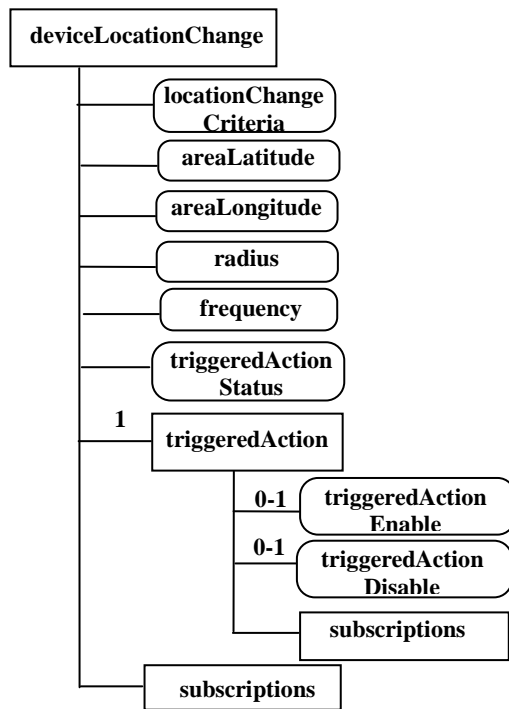 deviceLocationChange
locationChange
Criteria
areaLatitude
areaLongitude
radius
frequency
triggeredAction
Status
1
triggeredAction
0-1
triggeredAction
Enable
0-1
triggeredAction
Disable
subscriptions
subscriptions